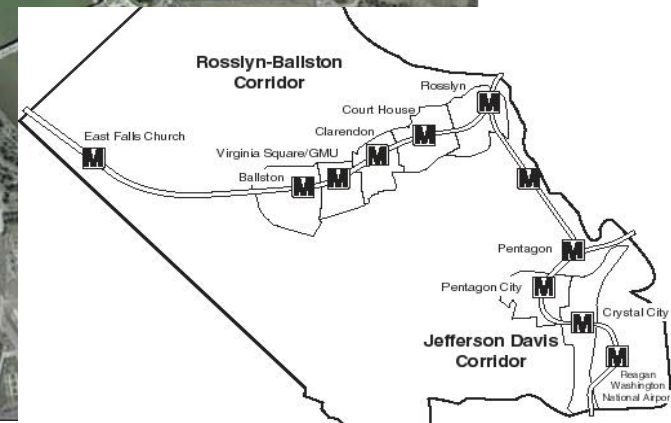 Rosslyn-Ballston
Corridor
Rosslyn
M
Court House
M
Clarendon
M
East Falls Church
M
Virginia Square/GMU
M
Ballston
M
M
Pentagon
M
Pentagon City
M
Crystal City
M
Jefferson Davis
Corridor
M
Reagan
Washington
National Airpor